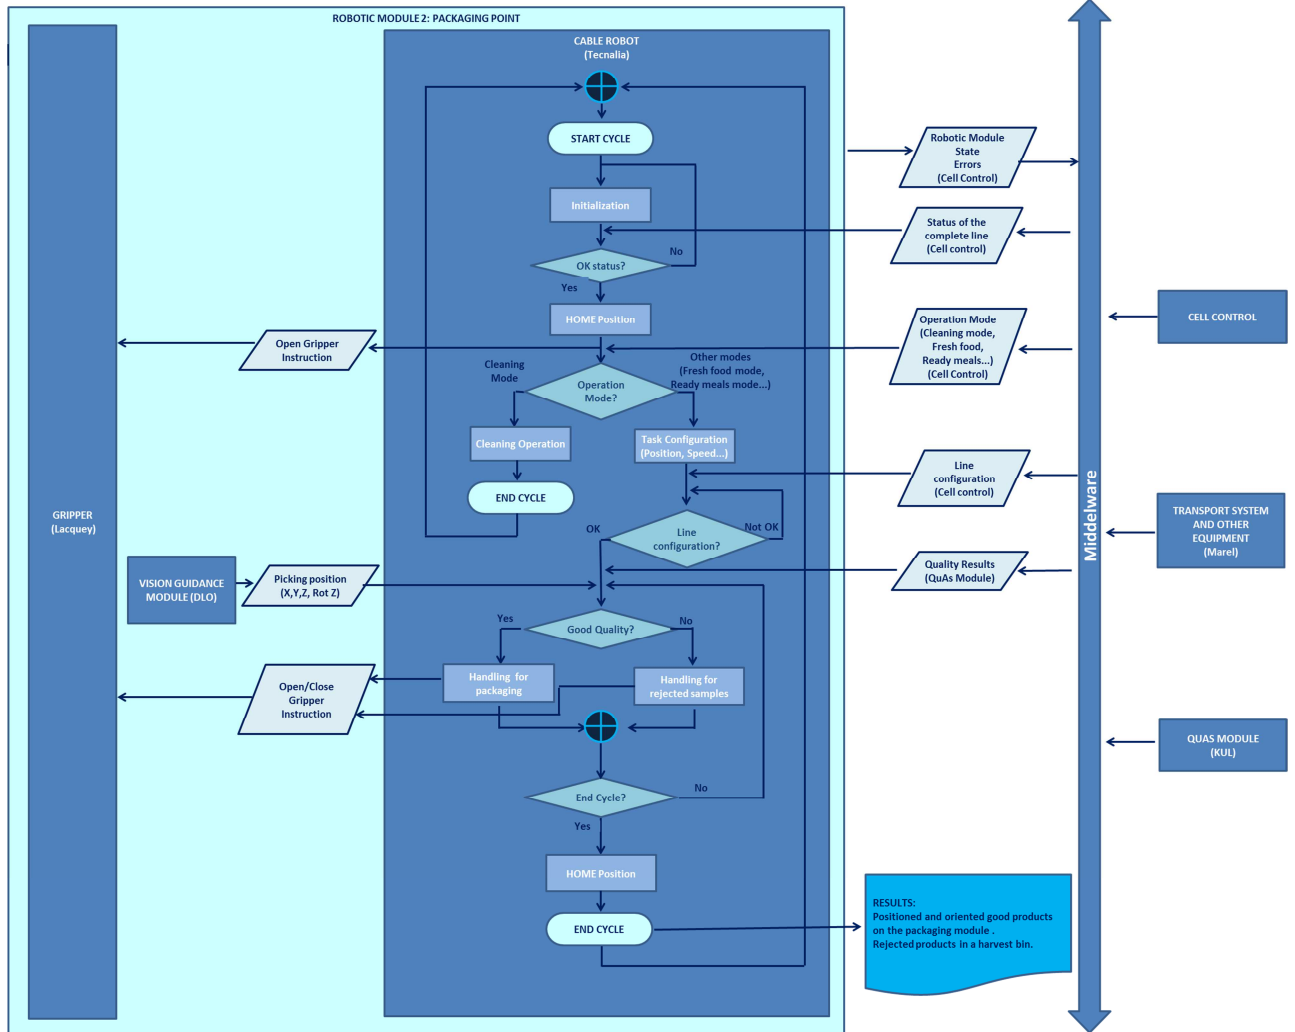 ROBOTIC MODULE 2: PACKAGING POINT
CABLE ROBOT
(Tecnalia)
START CYCLE
Robotic Module
State
Errors
(Cell Control)
Initialization
Status of the
complete line
(Cell control)
No
OK status?
Yes
HOME Position
CELL CONTROL
Operation Mode
(Cleaning mode,
Fresh food,
Ready meals...)
(Cell Control)
Open Gripper
Instruction
Cleaning
Mode
Other modes
(Fresh food mode,
Ready meals mode...)
Operation
Mode?
Cleaning Operation
Task Configuration
(Position, Speed...)
Line
configuration
(Cell control)
END CYCLE
Middelware
GRIPPER
(Lacquey)
TRANSPORT SYSTEM
AND OTHER
EQUIPMENT
(Marel)
OK
Not OK
Line
configuration?
Quality Results
(QuAs Module)
VISION GUIDANCE
MODULE (DLO)
Picking position
(X,Y,Z, Rot Z)
Yes
No
Good Quality?
Handling for
packaging
Handling for
rejected samples
Open/Close
Gripper
Instruction
QUAS MODULE
(KUL)
End Cycle?
No
Yes
HOME Position
RESULTS:
Positioned and oriented good products
on the packaging module .
Rejected products in a harvest bin.
END CYCLE